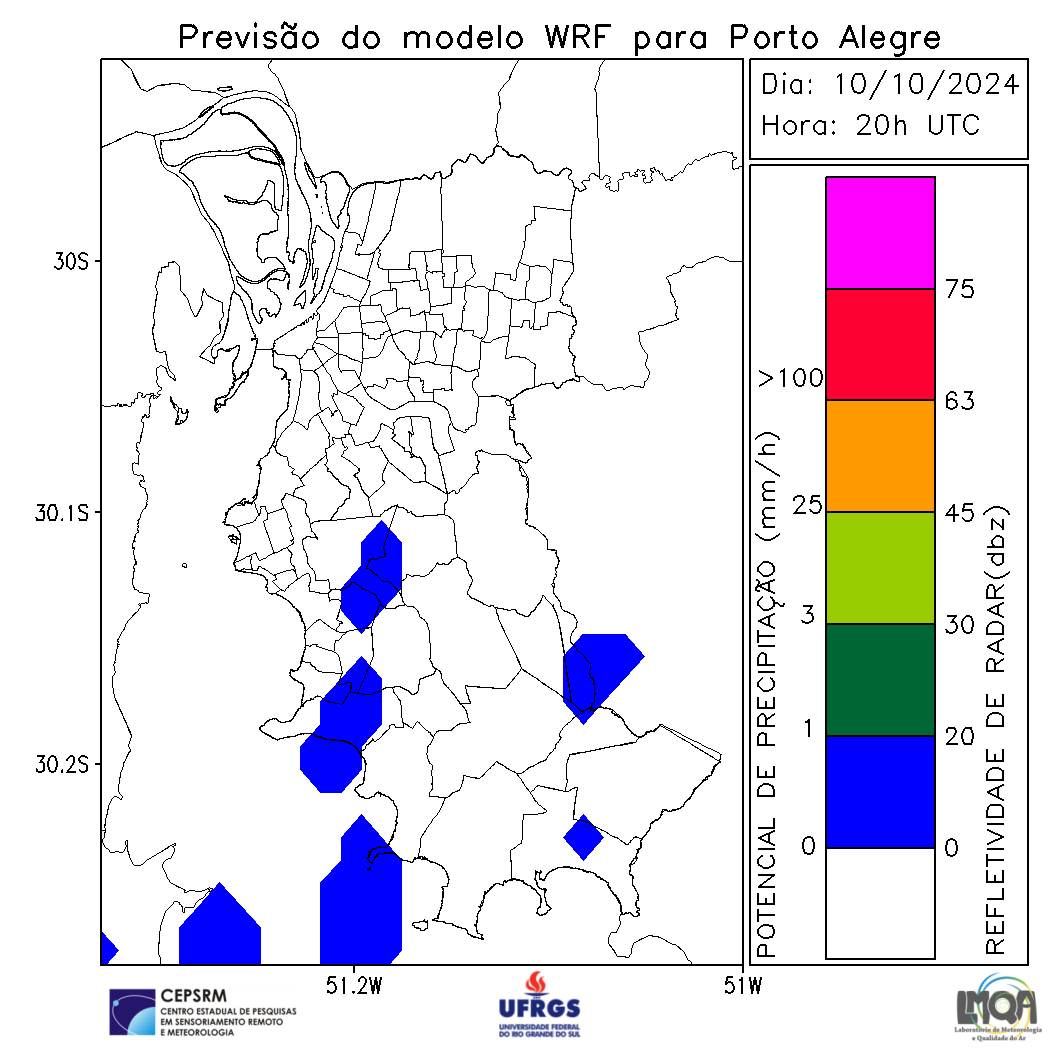 Previsão do modelo WRF para Porto Alegre
Dia: 10/10/2024
Hora: 20h UTC
30S
30.1S
30.2S
51.2W
51W
POTENCIAL DE PRECIPITAÇÃO (mm/h)
>100
25
3
1
0
75
63
45
30
20
0
REFLETIVIDADE DE RADAR(dbz)
CEPSRM
CENTRO ESTADUAL DE PESQUISAS
EM SENSORIAMENTO REMOTO
E METEOROLOGIA
UFRGS
UNIVERSIDADE FEDERAL
DO RIO GRANDE DO SUL
LMQA
Laboratório de Meteorologia
e Qualidade do Ar